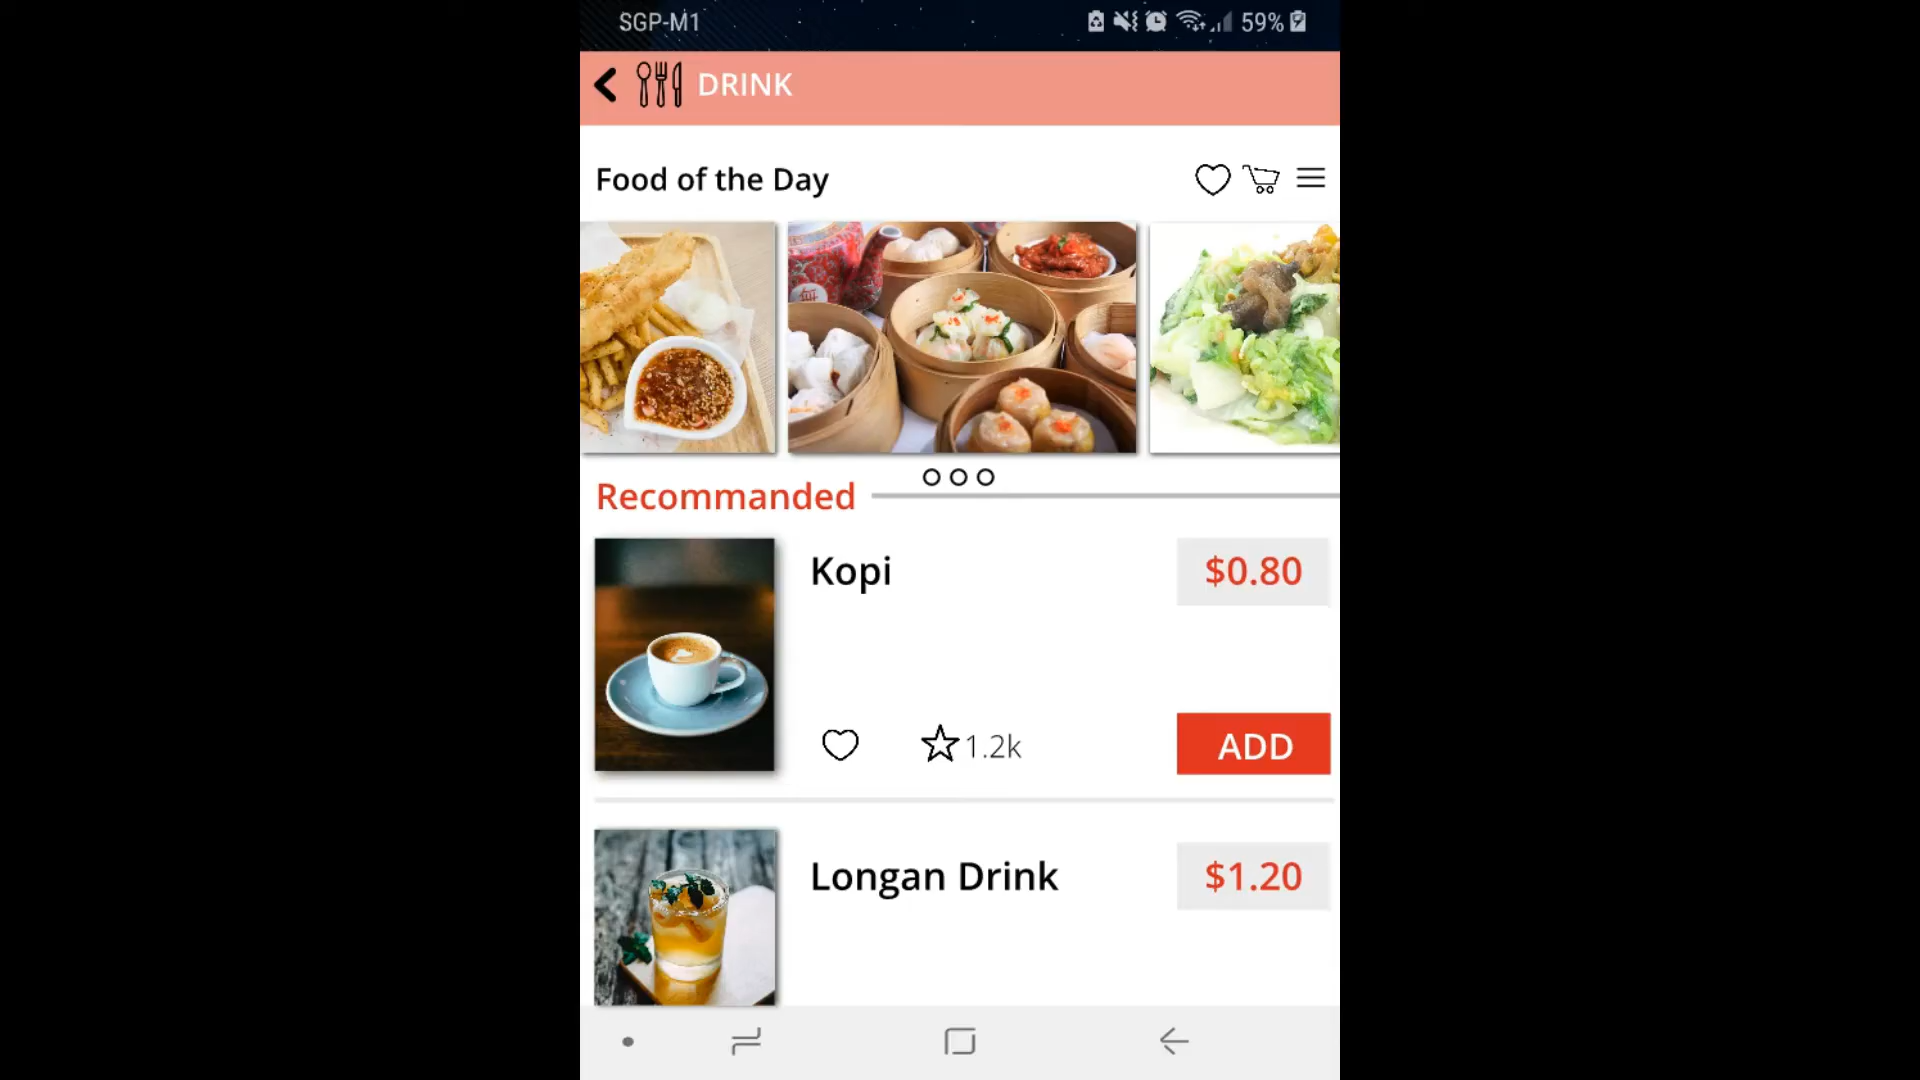 SGP-M1 59%
DRINK
Food of the Day
Recommanded
Kopi $0.80
1.2k ADD
Longan Drink $1.20